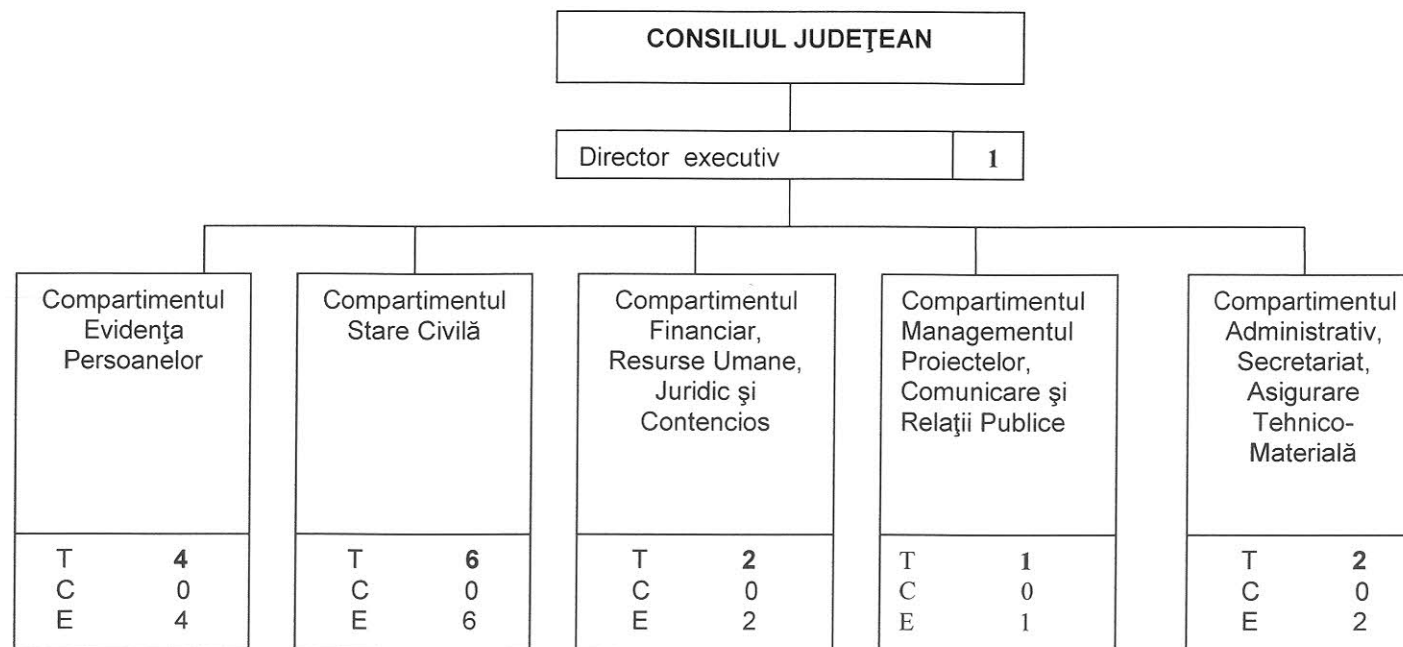 CONSILIUL JUDEŢEAN
Director executiv 1
Compartimentul
Evidenţa
Persoanelor
T 4
C 0
E 4
Compartimentul
Stare Civilă
T 6
C 0
E 6
Compartimentul
Financiar,
Resurse Umane,
Juridic şi
Contencios
T 2
C 0
E 2
Compartimentul
Managementul
Proiectelor,
Comunicare şi
Relaţii Publice
T 1
C 0
E 1
Compartimentul
Administrativ,
Secretariat,
Asigurare
Tehnico-
Materială
T 2
C 0
E 2